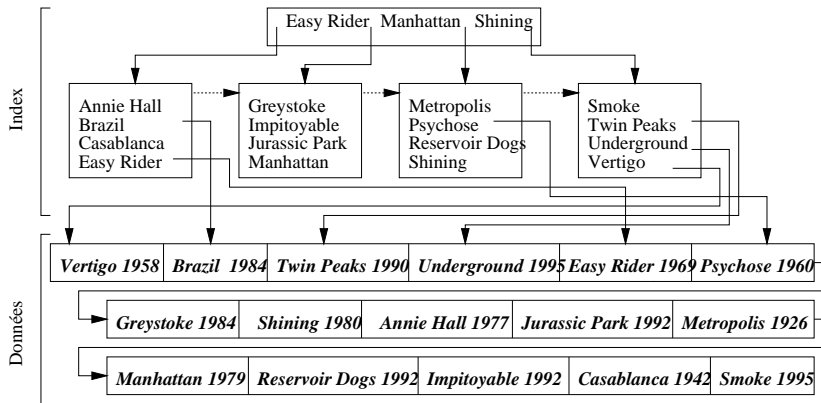 Easy Rider Manhattan Shining
Index
Annie Hall
Brazil
Casablanca
Easy Rider
Greystoke
Impitoyable
Jurassic Park
Manhattan
Metropolis
Psychose
Reservoir Dogs
Shining
Smoke
Twin Peaks
Underground
Vertigo
Données
Vertigo 1958 Brazil 1984 Twin Peaks 1990 Underground 1995 Easy Rider 1969 Psychose 1960
Greystoke 1984 Shining 1980 Annie Hall 1977 Jurassic Park 1992 Metropolis 1926
Manhattan 1979 Reservoir Dogs 1992 Impitoyable 1992 Casablanca 1942 Smoke 1995